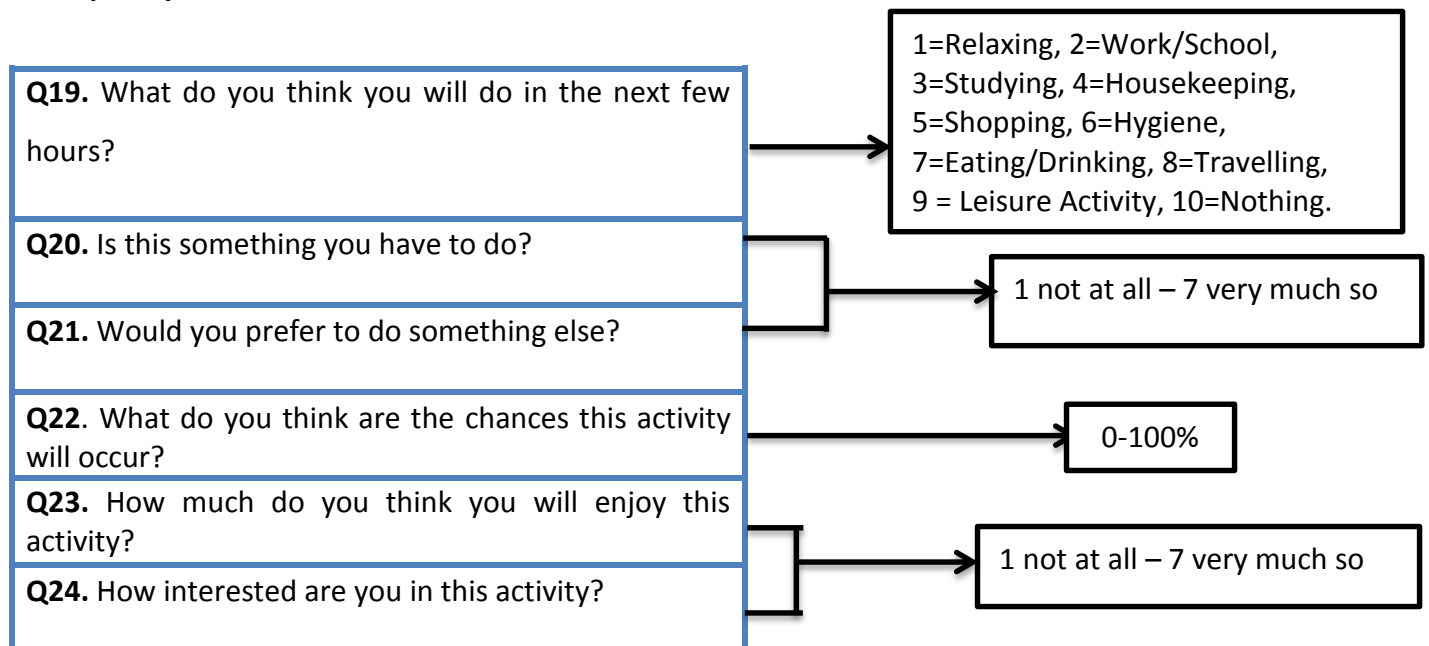 Q19. What do you think you will do in the next few
hours?
1=Relaxing, 2=Work/School,
3=Studying, 4=Housekeeping,
5=Shopping, 6=Hygiene,
7=Eating/Drinking, 8=Travelling,
9 = Leisure Activity, 10=Nothing.
Q20. Is this something you have to do?
Q21. Would you prefer to do something else?
1 not at all – 7 very much so
Q22. What do you think are the chances this activity
will occur?
0-100%
Q23. How much do you think you will enjoy this
activity?
Q24. How interested are you in this activity?
1 not at all – 7 very much so